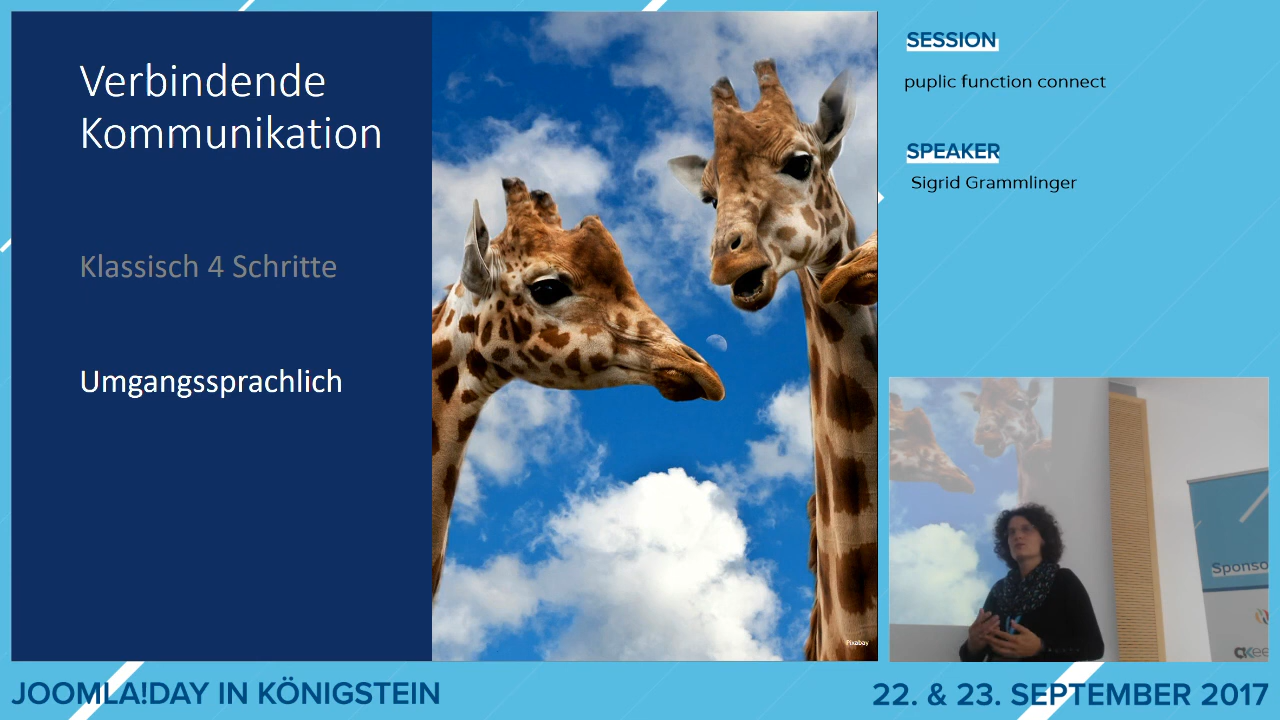 Verbindende
Kommunikation
Klassisch 4 Schritte
Umgangssprachlich
Pixabay
SESSION
puplic function connect
SPEAKER
Sigrid Grammlinger
Sponso
JOOMLA!DAY IN KÖNIGSTEIN
22. & 23. SEPTEMBER 2017